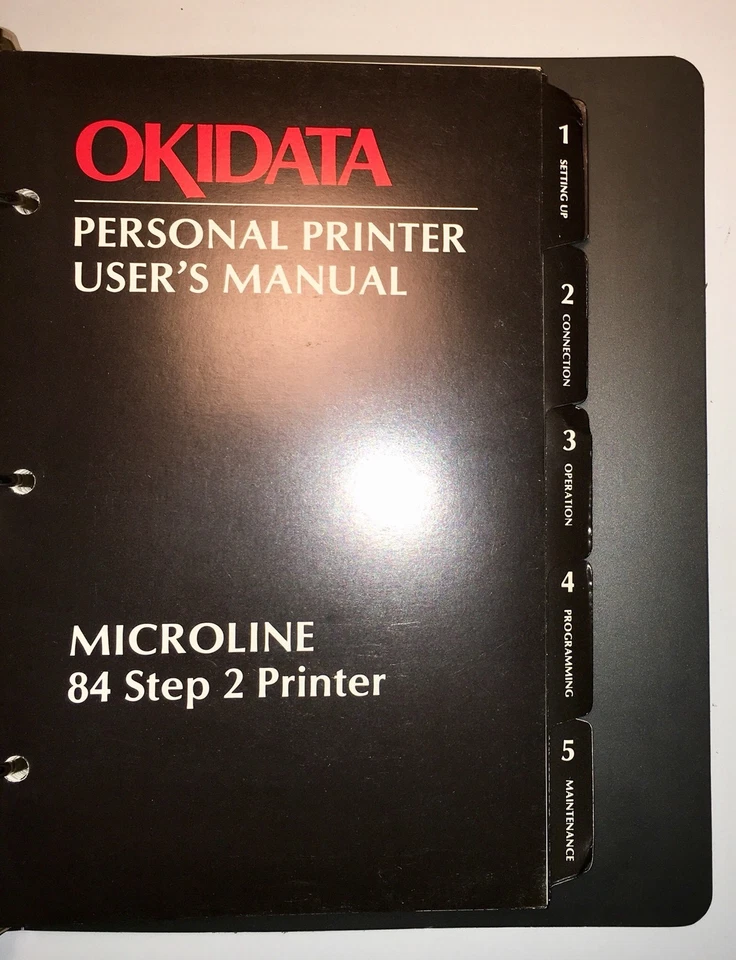 OKIDATA
PERSONAL PRINTER
USER'S MANUAL
MICROLINE
84 Step 2 Printer
1 SETTING UP
2 CONNECTION
3 OPERATION
4 PROGRAMMING
5 MAINTENANCE